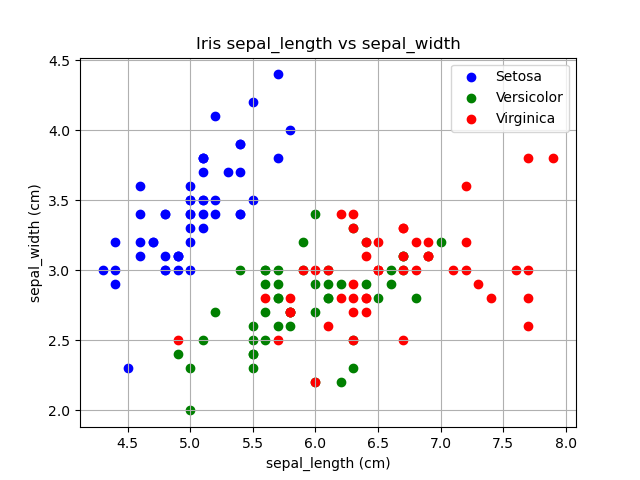 Iris sepal_length vs sepal_width
Setosa
Versicolor
Virginica
4.5
4.0
3.5
3.0
2.5
2.0
sepal_width (cm)
4.5 5.0 5.5 6.0 6.5 7.0 7.5 8.0
sepal_length (cm)